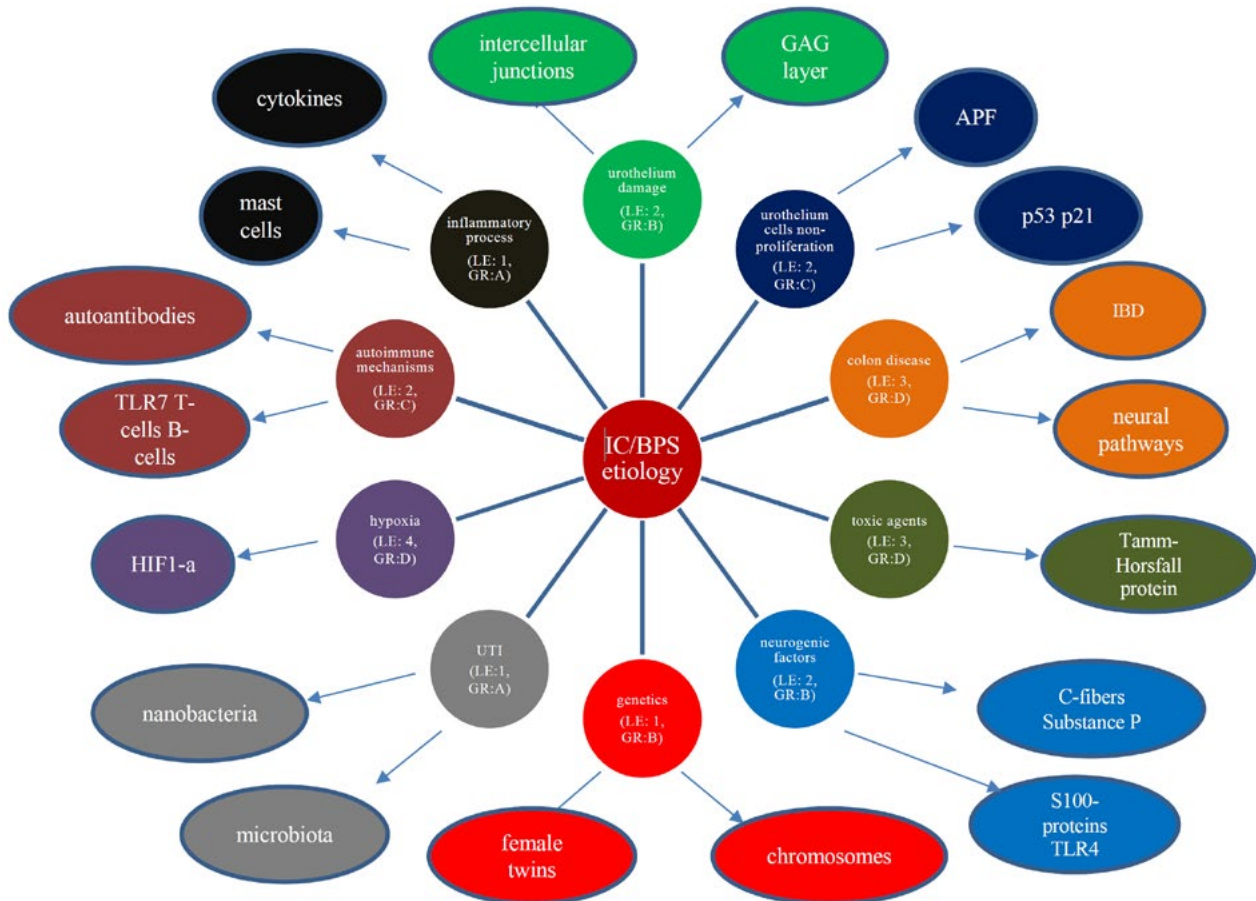 intercellular
junctions
GAG
layer
cytokines
APF
mast
cells
inflammatory
process
(LE: 1,
GR:A)
urothelium
damage
(LE: 2,
GR:B)
urothelium
cells non-
proliferation
(LE: 2,
GR:C)
p53 p21
autoantibodies
autoimmune
mechanisms
(LE: 2,
GR:C)
colon disease
(LE: 3,
GR:D)
IBD
TLR7 T-
cells B-
cells
IC/BPS
etiology
neural
pathways
HIF1-a
hypoxia
(LE: 4,
GR:D)
toxic agents
(LE: 3,
GR:D)
Tamm-
Horsfall
protein
nanobacteria
UTI
(LE:1,
GR:A)
genetics
(LE: 1,
GR:B)
neurogenic
factors
(LE: 2,
GR:B)
C-fibers
Substance P
microbiota
female
twins
chromosomes
S100-
proteins
TLR4